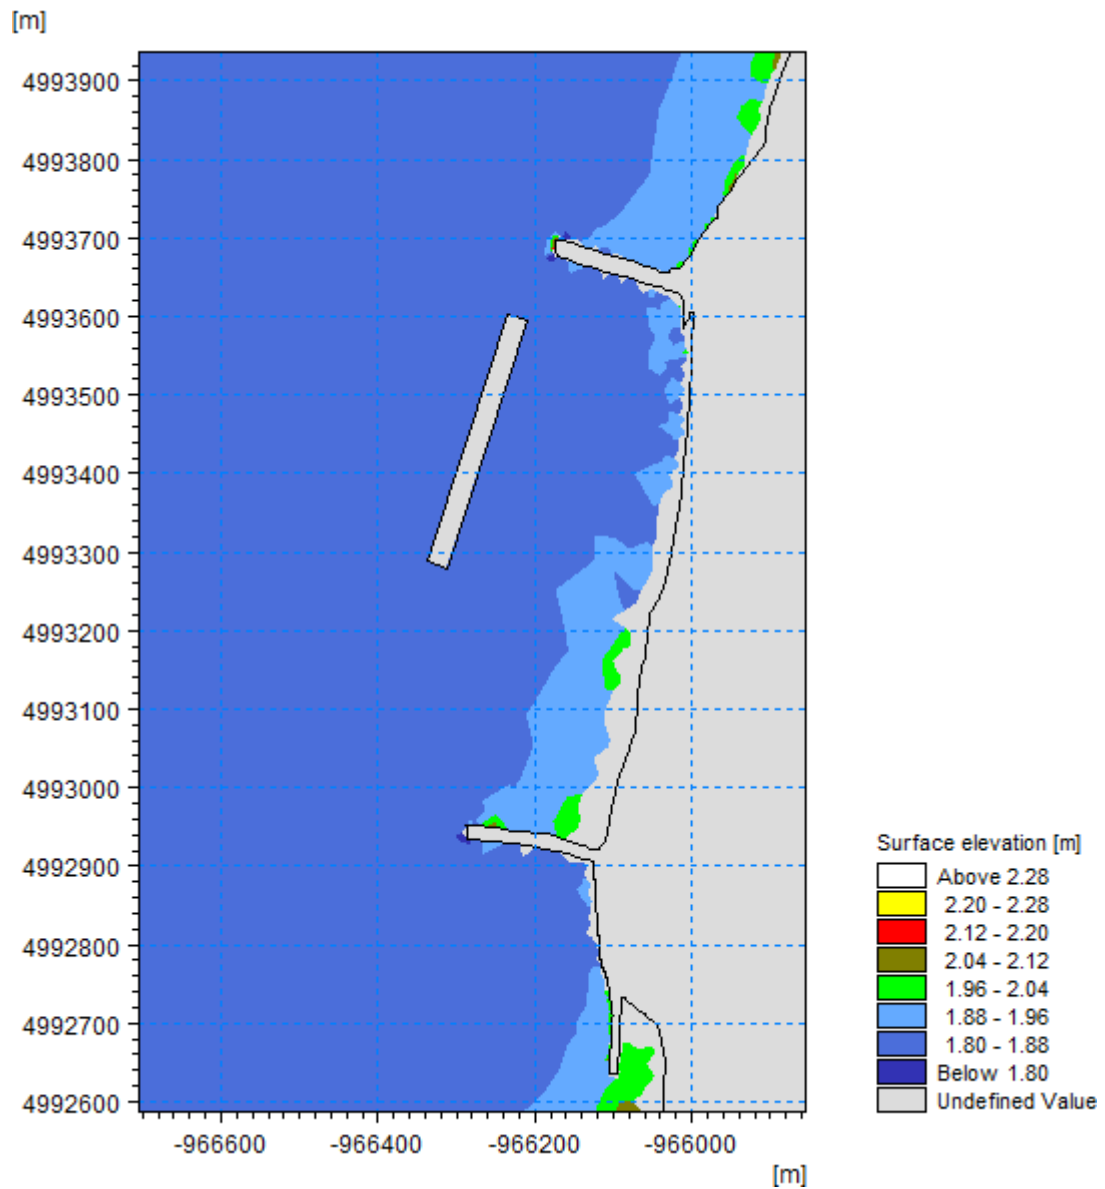 [m]
4993900
4993800
4993700
4993600
4993500
4993400
4993300
4993200
4993100
4993000
4992900
4992800
4992700
4992600
-966600 -966400 -966200 -966000
[m]
Surface elevation [m]
Above 2.28
2.20 - 2.28
2.12 - 2.20
2.04 - 2.12
1.96 - 2.04
1.88 - 1.96
1.80 - 1.88
Below 1.80
Undefined Value